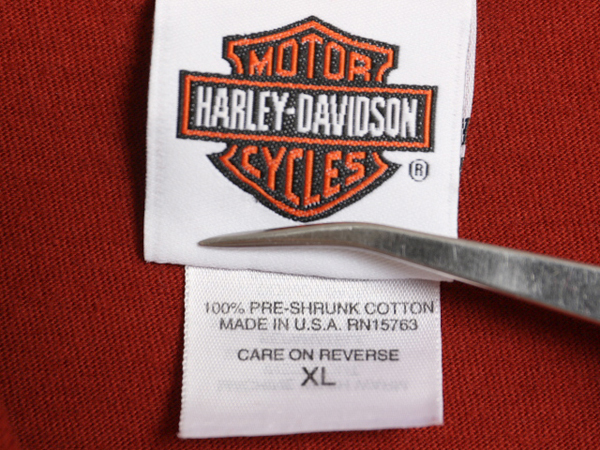 MOTOR
HARLEY-DAVIDSON
CYCLES
®
100% PRE-SHRUNK COTTON
MADE IN U.S.A. RN15763
CARE ON REVERSE
XL